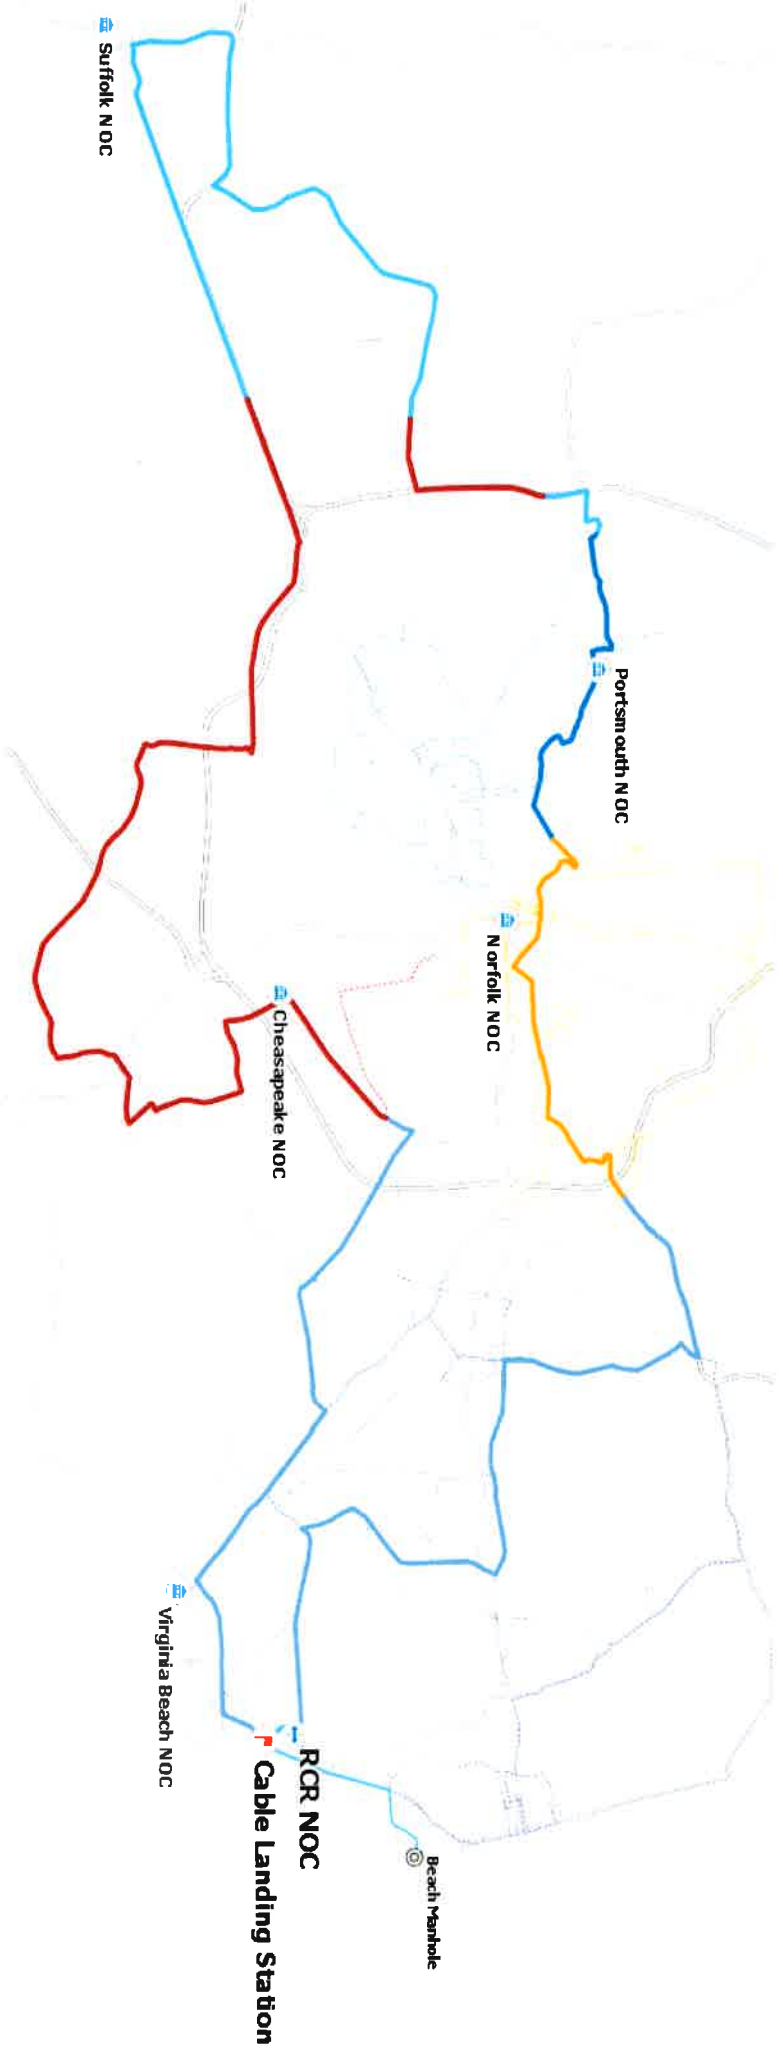 Suffolk NOC
Portsmouth NOC
Norfolk NOC
Cheasapeake NOC
Virginia Beach NOC
RCR NOC
Cable Landing Station
Beach Manhole